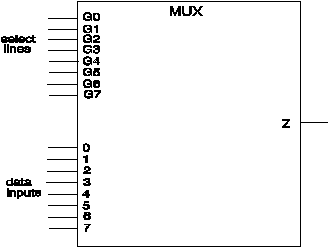 MUX
select
lines
G0
G1
G2
G3
G4
G5
G6
G7
Z
data
inputs
0
1
2
3
4
5
6
7